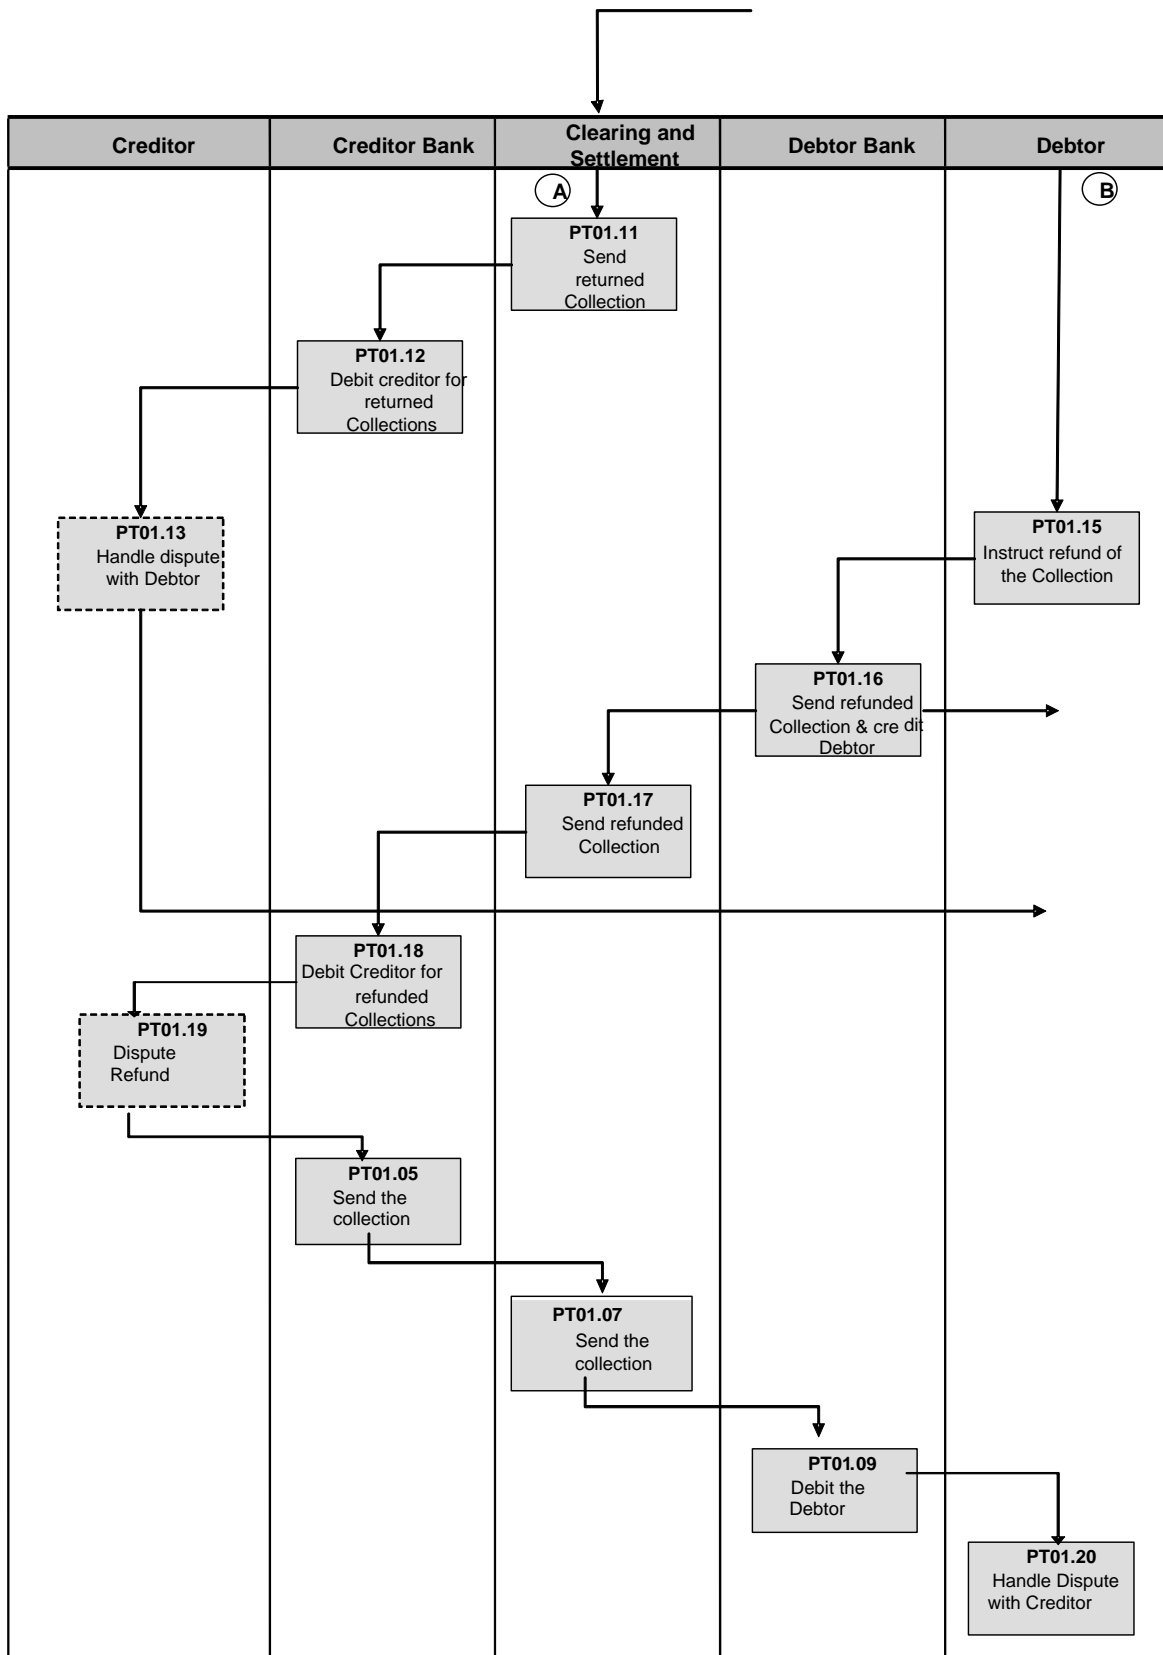 Creditor
Creditor Bank
Clearing and
Settlement
Debtor Bank
Debtor
A
B
PT01.11
Send
returned
Collection
PT01.12
Debit creditor for
returned
Collections
PT01.13
Handle dispute
with Debtor
PT01.15
Instruct refund of
the Collection
PT01.16
Send refunded
Collection & cre dit
Debtor
PT01.17
Send refunded
Collection
PT01.18
Debit Creditor for
refunded
Collections
PT01.19
Dispute
Refund
PT01.05
Send the
collection
PT01.07
Send the
collection
PT01.09
Debit the
Debtor
PT01.20
Handle Dispute
with Creditor